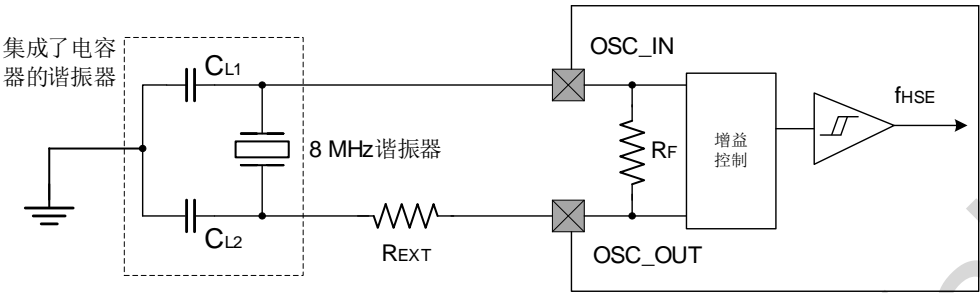 集成了电容
器的谐振器
CL1
OSC_IN
fHSE
8 MHz谐振器
RF
增益
控制
CL2
REXT
OSC_OUT